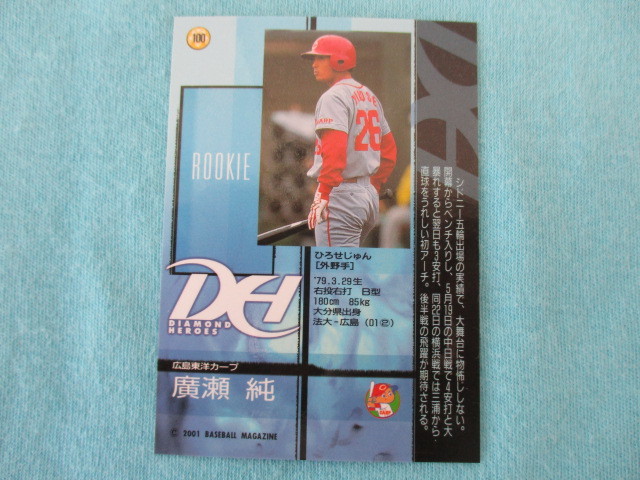 100
ROOKIE
HIROSE
26
CARP
DH
DIAMOND
HEROES
ひろせじゅん
[外野手]
'79.3.29生
右投右打 B型
180cm 85kg
大分県出身
法大－広島(01②)
広島東洋カープ
廣瀬 純
© 2001 BASEBALL MAGAZINE
シドニー五輪出場の実績で、大舞台に物怖じしない。
開幕からベンチ入りし、5月19日の中日戦で4安打と大
暴れすると翌日も3安打、同22日の横浜戦では三浦から
直球をうれしい初アーチ。後半戦の飛躍が期待される。